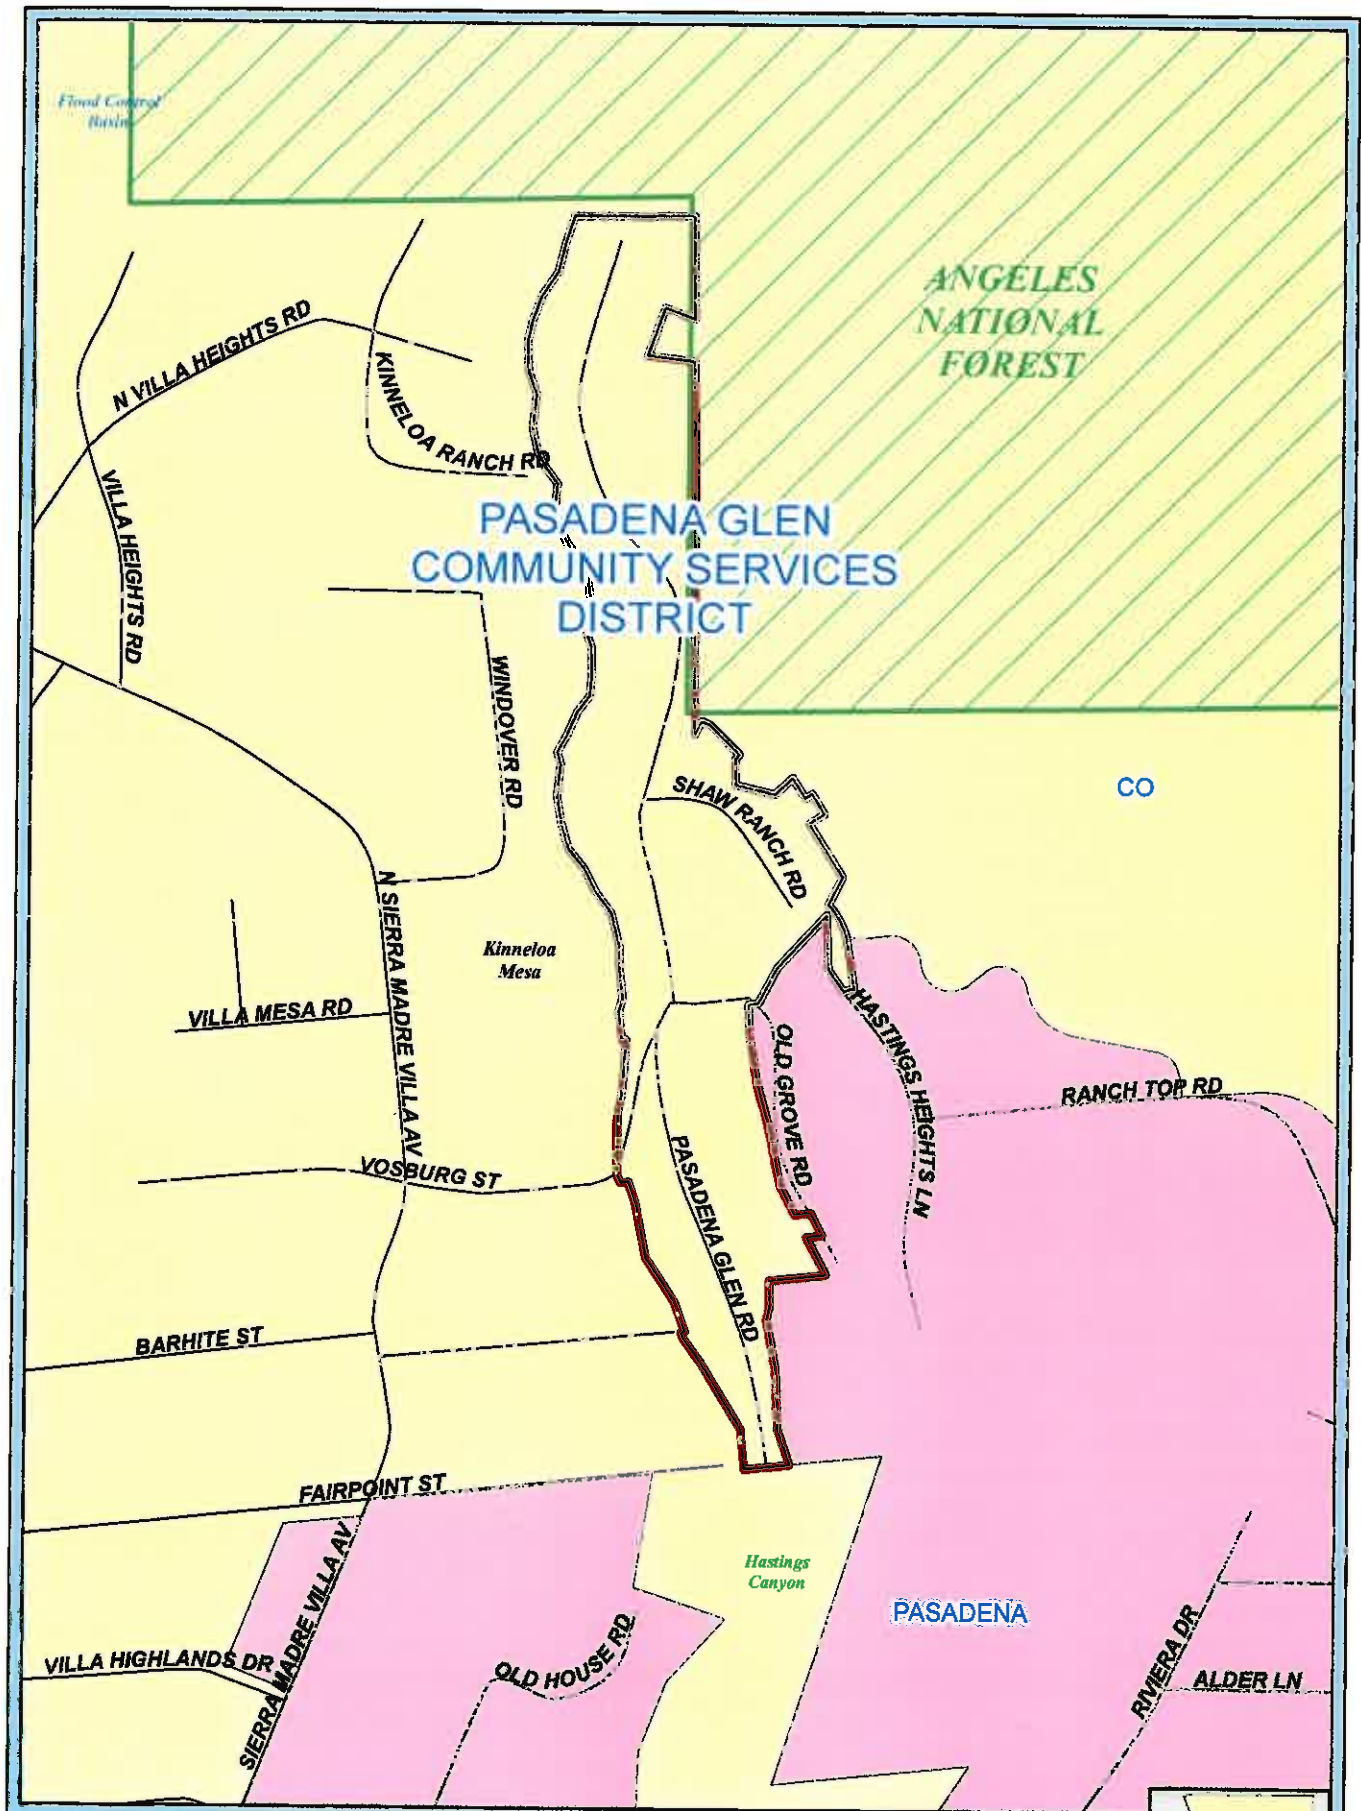 Flood Control
Basin
ANGELES
NATIONAL
FOREST
N VILLA HEIGHTS RD
KINNELOA RANCH RD
VILLA HEIGHTS RD
PASADENA GLEN
COMMUNITY SERVICES
DISTRICT
WINDOVER RD
SHAW RANCH RD
CO
N SIERRA MADRE VILLA AV
Kinneloa
Mesa
VILLA MESA RD
HASTINGS HEIGHTS LN
OLD GROVE RD
RANCH TOP RD
VOSBURG ST
PASADENA GLEN RD
BARHITE ST
FAIRPOINT ST
SIERRA MADRE VILLA AV
Hastings
Canyon
PASADENA
VILLA HIGHLANDS DR
OLD HOUSE RD
RIVIERA DR
ALDER LN